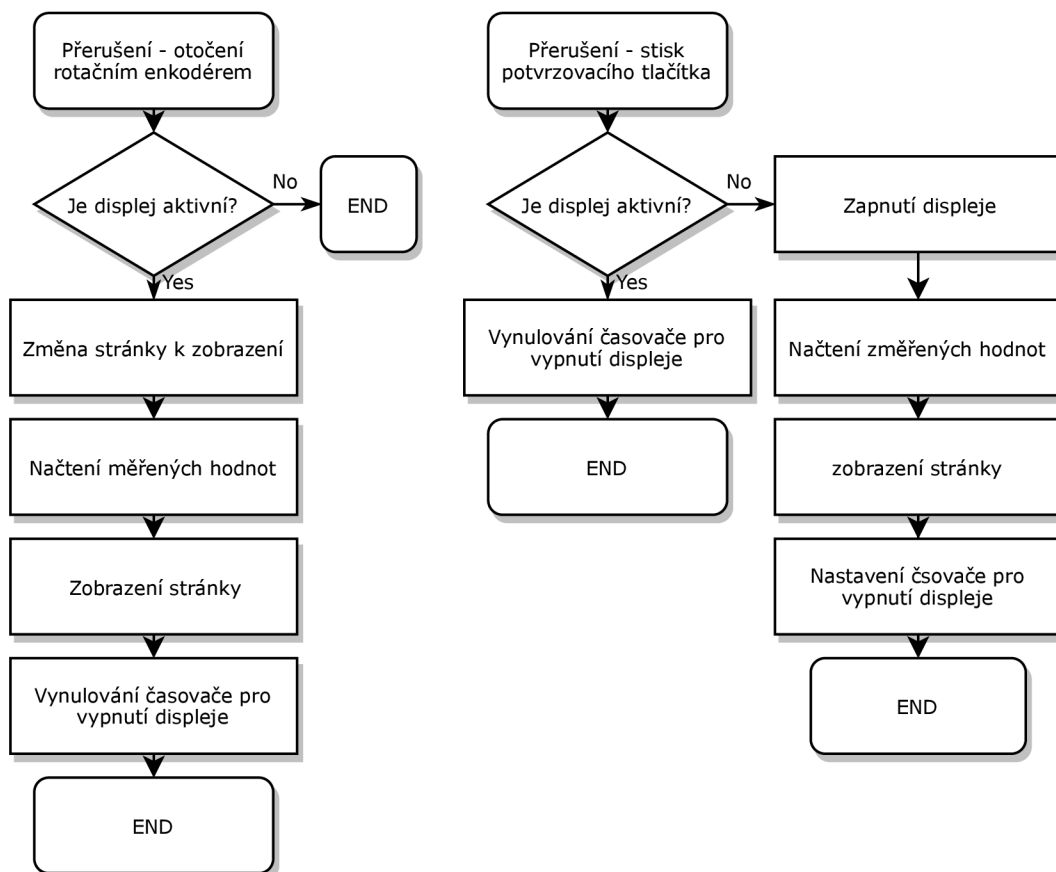 Přerušení - otočení
rotačním enkodérem
Je displej aktivní?
No
END
Yes
Změna stránky k zobrazení
Načtení měřených hodnot
Zobrazení stránky
Vynulování časovače pro
vypnutí displeje
END
Přerušení - stisk
potvrzovacího tlačítka
Je displej aktivní?
No
Zapnutí displeje
Yes
Vynulování časovače pro
vypnutí displeje
END
Načtení změřených hodnot
zobrazení stránky
Nastavení čsovače pro
vypnutí displeje
END